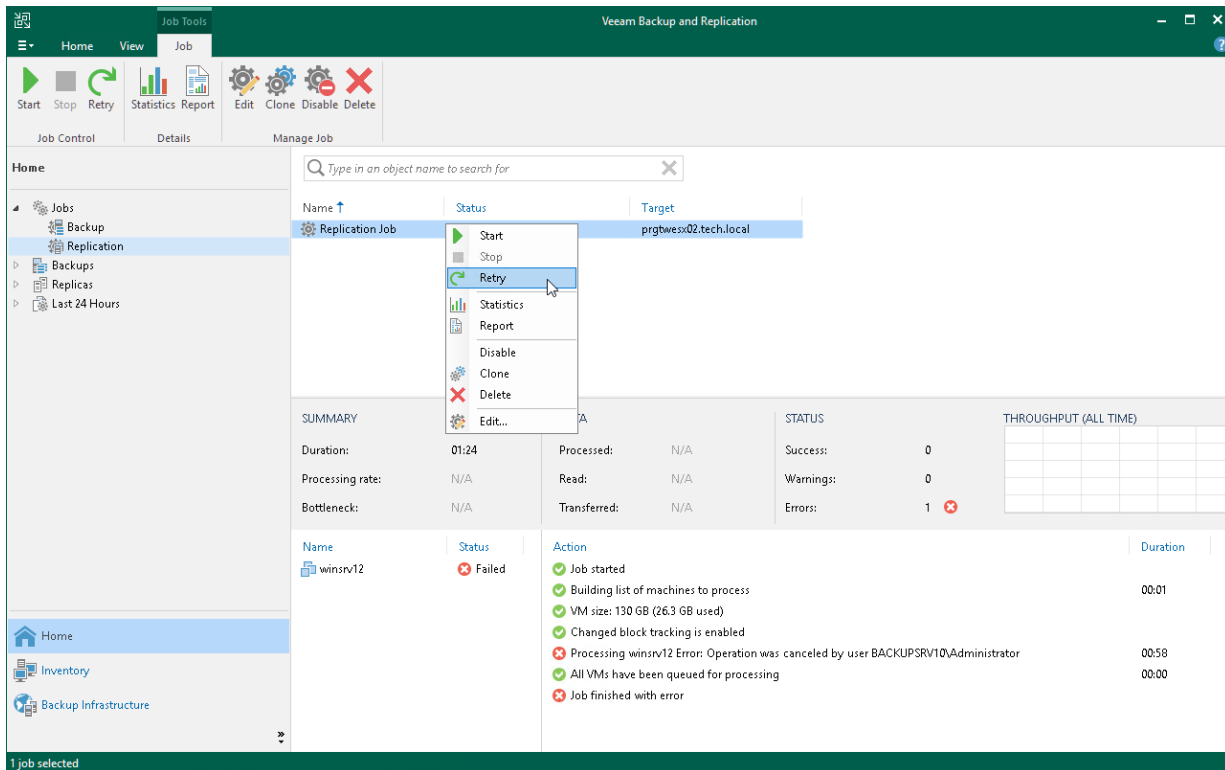 Job Tools
Veeam Backup and Replication
Home View Job
Start Stop Retry Statistics Report Edit Clone Disable Delete
Job Control Details Manage Job
Home
Type in an object name to search for
Jobs
Backup
Replication
Backups
Replicas
Last 24 Hours
Name Status Target
Replication Job prgtwesx02.tech.local
Start
Stop
Retry
Statistics
Report
Disable
Clone
Delete
Edit...
SUMMARY TA STATUS THROUGHPUT (ALL TIME)
Duration: 01:24 Processed: N/A Success: 0
Processing rate: N/A Read: N/A Warnings: 0
Bottleneck: N/A Transferred: N/A Errors: 1
Name Status Action Duration
winsrv12 Failed Job started
Building list of machines to process 00:01
VM size: 130 GB (26.3 GB used)
Changed block tracking is enabled
Processing winsrv12 Error: Operation was canceled by user BACKUPSRV10\Administrator 00:58
All VMs have been queued for processing 00:00
Job finished with error
Home
Inventory
Backup Infrastructure
1 job selected